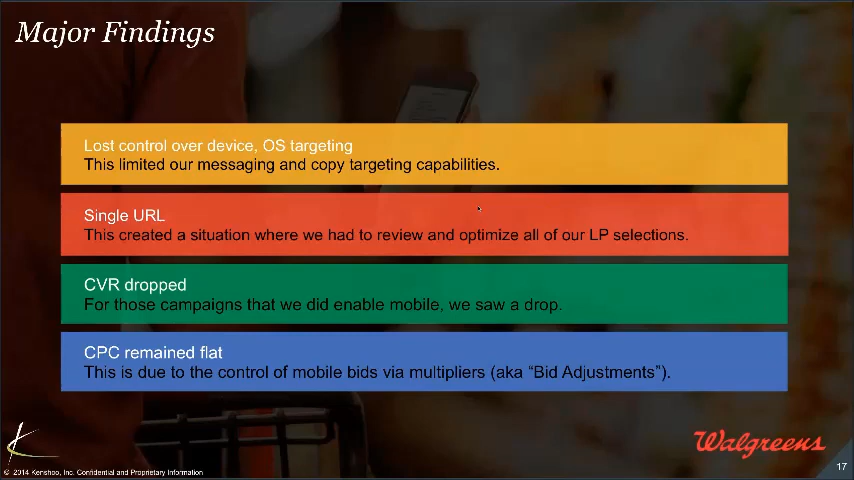 Major Findings
Lost control over device, OS targeting
This limited our messaging and copy targeting capabilities.
Single URL
This created a situation where we had to review and optimize all of our LP selections.
CVR dropped
For those campaigns that we did enable mobile, we saw a drop.
CPC remained flat
This is due to the control of mobile bids via multipliers (aka “Bid Adjustments”).
Walgreens
© 2014 Kenshoo, Inc. Confidential and Proprietary Information
17